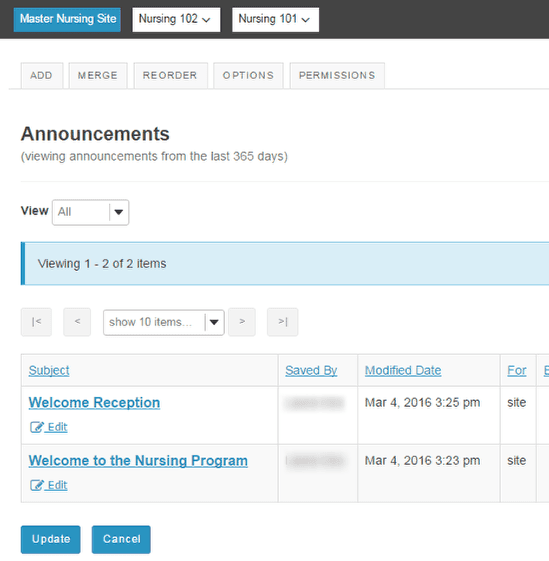 Master Nursing Site Nursing 102 Nursing 101
ADD MERGE REORDER OPTIONS PERMISSIONS
Announcements
(viewing announcements from the last 365 days)
View All
Viewing 1 - 2 of 2 items
|< < show 10 items... > >|
Subject Saved By Modified Date For
Welcome Reception Mar 4, 2016 3:25 pm site
Edit
Welcome to the Nursing Program Mar 4, 2016 3:23 pm site
Edit
Update Cancel